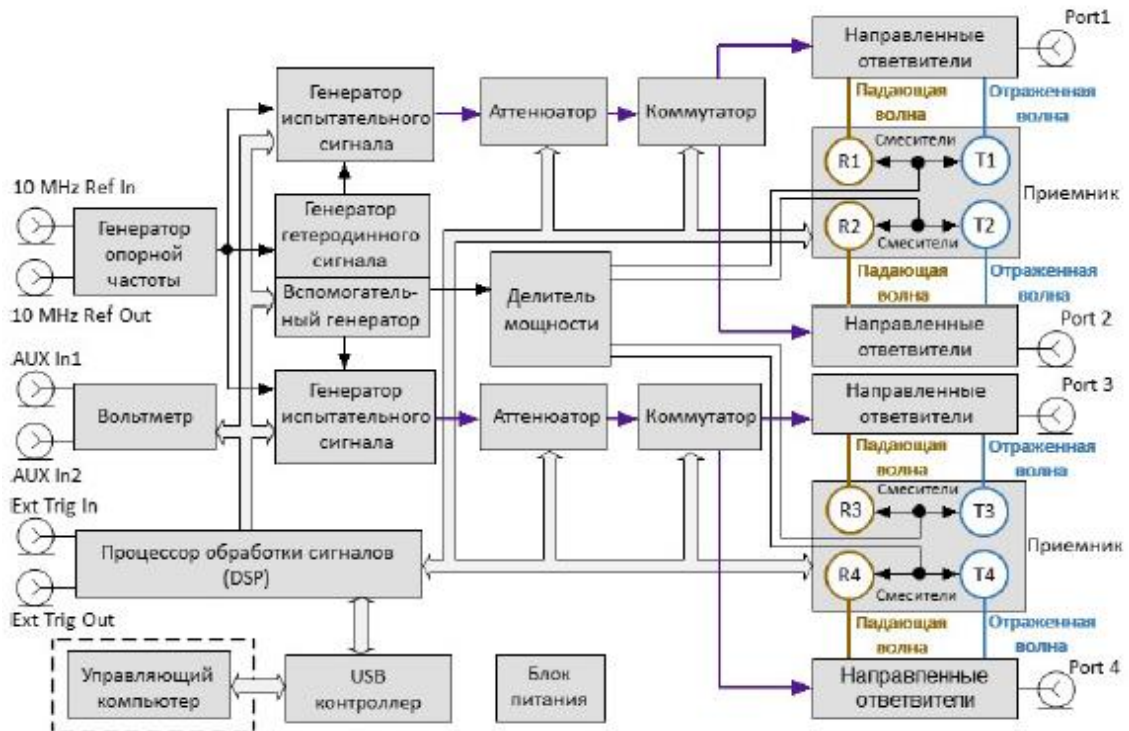 Port1
Направленные
ответвители
Генератор
испытательного
сигнала
Аттенюатор
Коммутатор
Падающая
волна
Отраженная
волна
Смесители
R1
T1
Приемник
R2
T2
Смесители
Падающая
волна
Отраженная
волна
10 MHz Ref In
Генератор
опорной
частоты
10 MHz Ref Out
Генератор
гетеродинного
сигнала
Вспомогатель-
ный генератор
Делитель
мощности
Направленные
ответвители
Port 2
AUX In1
Вольтметр
AUX In2
Генератор
испытательного
сигнала
Аттенюатор
Коммутатор
Направленные
ответвители
Port 3
Падающая
волна
Отраженная
волна
Смесители
R3
T3
Приемник
R4
T4
Смесители
Падающая
волна
Отраженная
волна
Ext Trig In
Процессор обработки сигналов
(DSP)
Ext Trig Out
Управляющий
компьютер
USB
контроллер
Блок
питания
Направленные
ответвители
Port 4